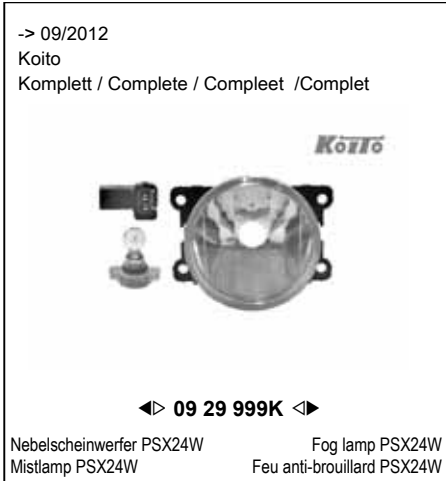 -> 09/2012
Koito
Komplett / Complete / Compleet /Complet
KOITO
◀▷ 09 29 999K ◁▶
Nebelscheinwerfer PSX24W Fog lamp PSX24W
Mistlamp PSX24W Feu anti-brouillard PSX24W